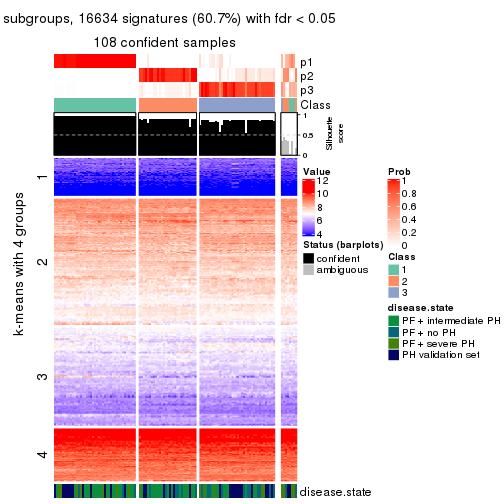 subgroups, 16634 signatures (60.7%) with fdr < 0.05
108 confident samples
p1
p2
p3
Class
1
0.5
0
Silhouette
score
k-means with 4 groups
1
2
3
4
Value
12
10
8
6
4
Status (barplots)
confident
ambiguous
Prob
1
0.8
0.6
0.4
0.2
0
Class
1
2
3
disease.state
PF + intermediate PH
PF + no PH
PF + severe PH
PH validation set
disease.state